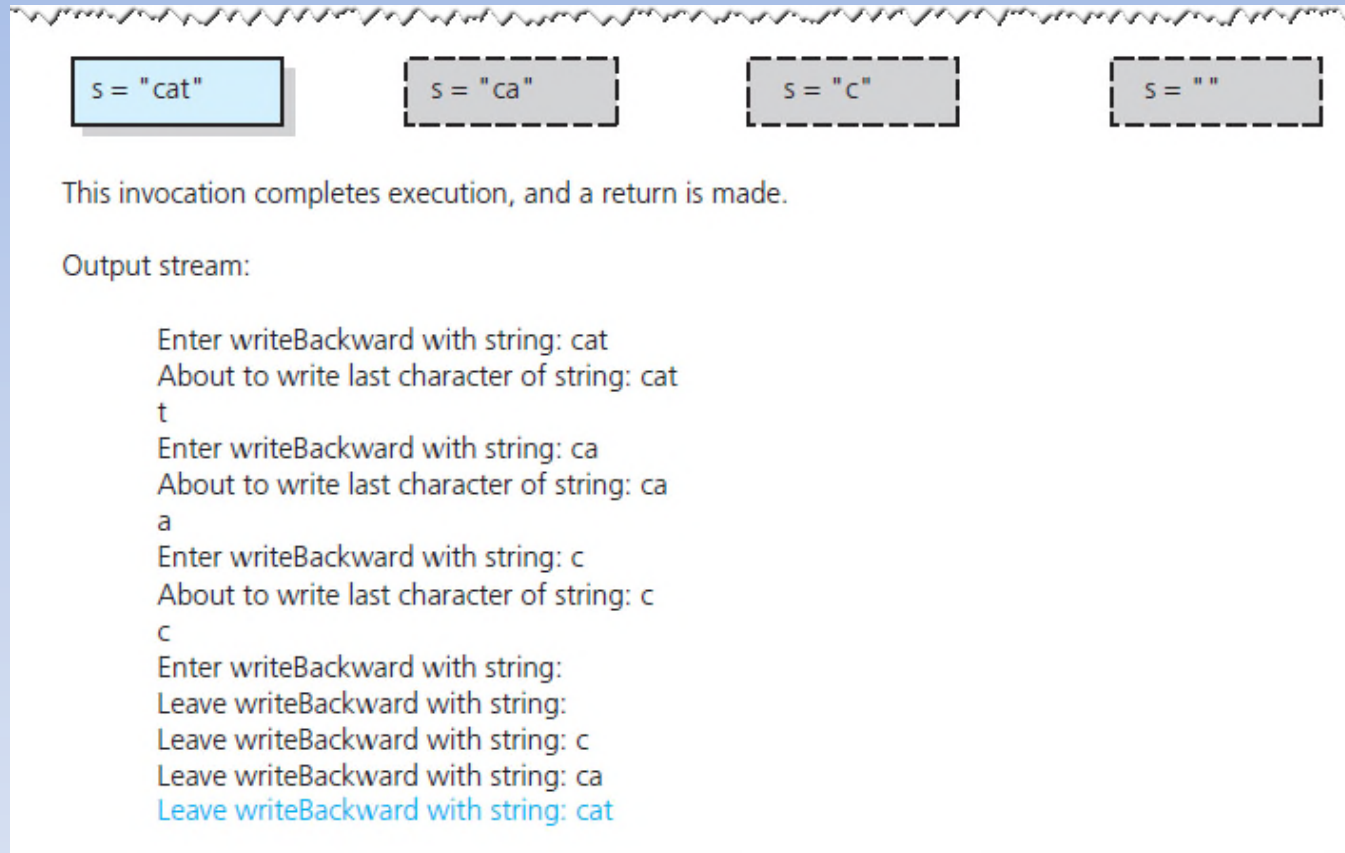 s = "cat"
s = "ca"
s = "c"
s = ""
This invocation completes execution, and a return is made.
Output stream:
Enter writeBackward with string: cat
About to write last character of string: cat
t
Enter writeBackward with string: ca
About to write last character of string: ca
a
Enter writeBackward with string: c
About to write last character of string: c
c
Enter writeBackward with string:
Leave writeBackward with string:
Leave writeBackward with string: c
Leave writeBackward with string: ca
Leave writeBackward with string: cat